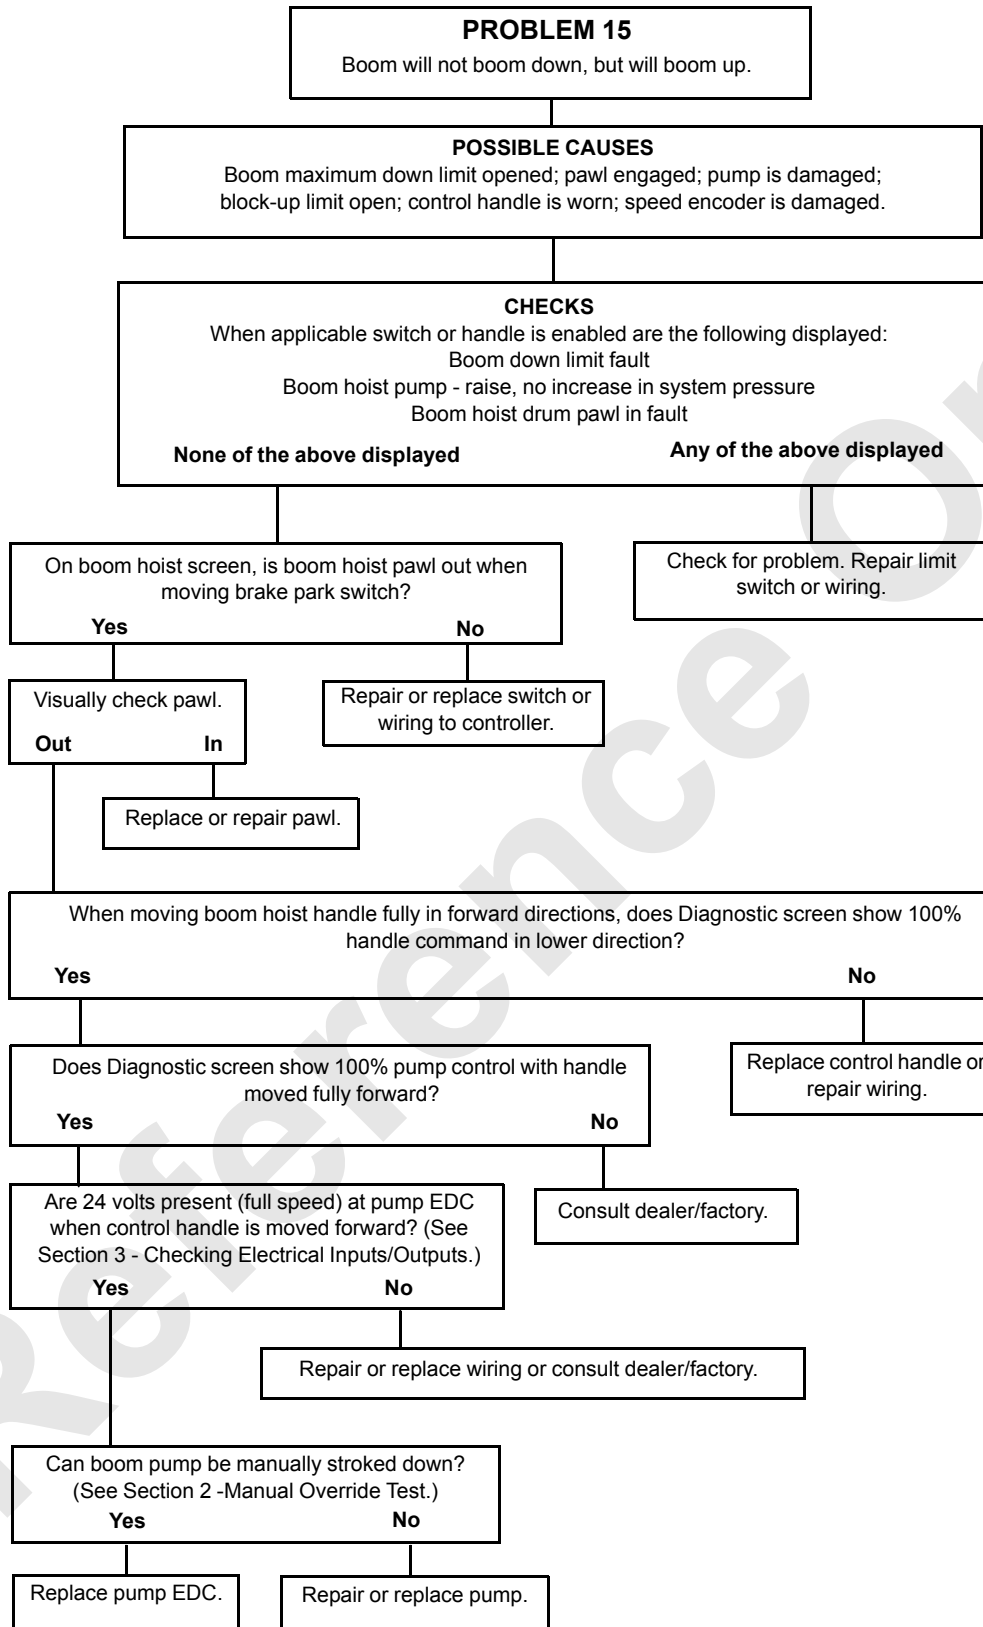 PROBLEM 15
Boom will not boom down, but will boom up.
POSSIBLE CAUSES
Boom maximum down limit opened; pawl engaged; pump is damaged;
block-up limit open; control handle is worn; speed encoder is damaged.
CHECKS
When applicable switch or handle is enabled are the following displayed:
Boom down limit fault
Boom hoist pump - raise, no increase in system pressure
Boom hoist drum pawl in fault
None of the above displayed
Any of the above displayed
On boom hoist screen, is boom hoist pawl out when
moving brake park switch?
Yes
No
Check for problem. Repair limit
switch or wiring.
Visually check pawl.
Out
In
Repair or replace switch or
wiring to controller.
Replace or repair pawl.
When moving boom hoist handle fully in forward directions, does Diagnostic screen show 100%
handle command in lower direction?
Yes
No
Does Diagnostic screen show 100% pump control with handle
moved fully forward?
Yes
No
Replace control handle or
repair wiring.
Are 24 volts present (full speed) at pump EDC
when control handle is moved forward? (See
Section 3 - Checking Electrical Inputs/Outputs.)
Yes
No
Consult dealer/factory.
Repair or replace wiring or consult dealer/factory.
Can boom pump be manually stroked down?
(See Section 2 -Manual Override Test.)
Yes
No
Replace pump EDC.
Repair or replace pump.
Reference